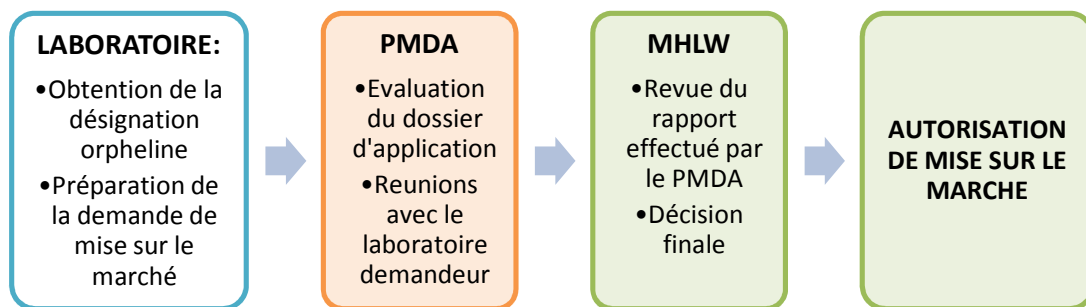 LABORATOIRE:
•Obtention de la
désignation
orpheline
•Préparation de
la demande de
mise sur le
marché
PMDA
•Evaluation
du dossier
d'application
•Reunions
avec le
laboratoire
demandeur
MHLW
•Revue du
rapport
effectué par
le PMDA
•Décision
finale
AUTORISATION
DE MISE SUR LE
MARCHE